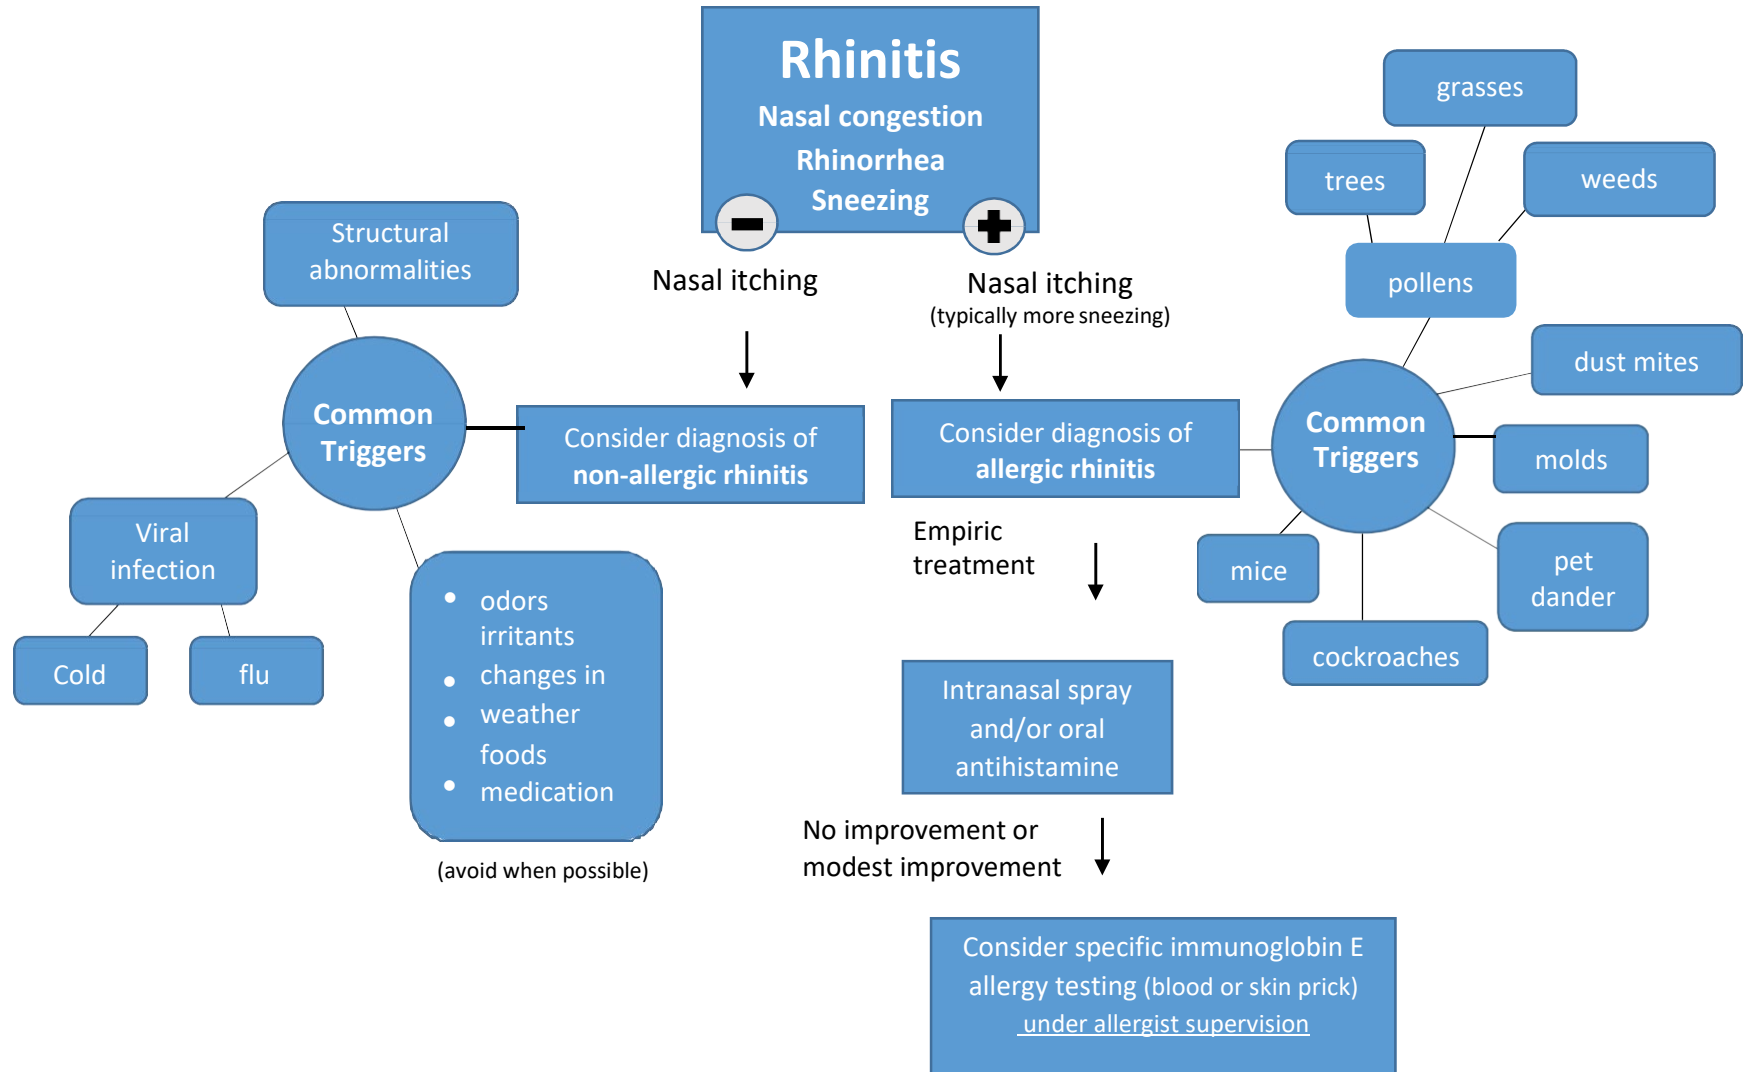 Rhinitis
Nasal congestion
Rhinorrhea
Sneezing
Nasal itching
Nasal itching
(typically more sneezing)
Structural
abnormalities
Common
Triggers
Viral
infection
Cold
flu
• odors
irritants
• changes in
• weather
foods
• medication
(avoid when possible)
Consider diagnosis of
non-allergic rhinitis
Consider diagnosis of
allergic rhinitis
Empiric
treatment
Intranasal spray
and/or oral
antihistamine
No improvement or
modest improvement
Consider specific immunoglobin E
allergy testing (blood or skin prick)
under allergist supervision
Common
Triggers
grasses
trees
weeds
pollens
dust mites
molds
pet
dander
mice
cockroaches